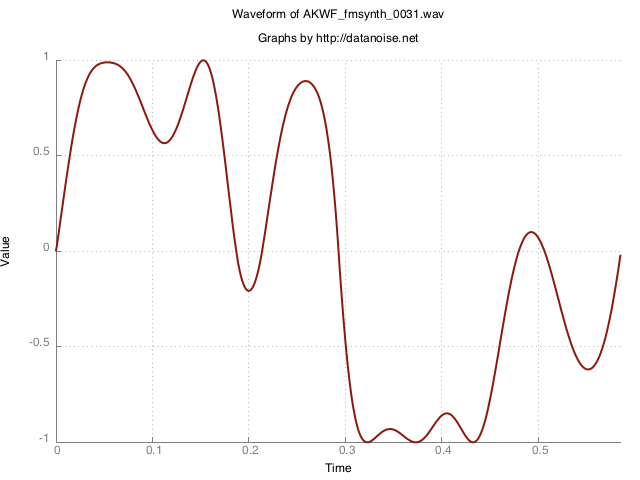 Waveform of AKWF_fmsynth_0031.wav
Graphs by http://datanoise.net
1
0.5
0
-0.5
-1
Value
0 0.1 0.2 0.3 0.4 0.5
Time